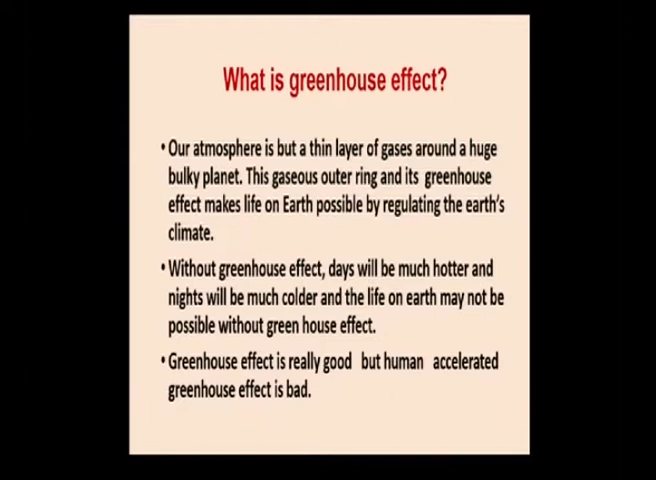 What is greenhouse effect?
• Our atmosphere is but a thin layer of gases around a huge
bulky planet. This gaseous outer ring and its greenhouse
effect makes life on Earth possible by regulating the earth's
climate.
• Without greenhouse effect, days will be much hotter and
nights will be much colder and the life on earth may not be
possible without green house effect.
• Greenhouse effect is really good but human accelerated
greenhouse effect is bad.